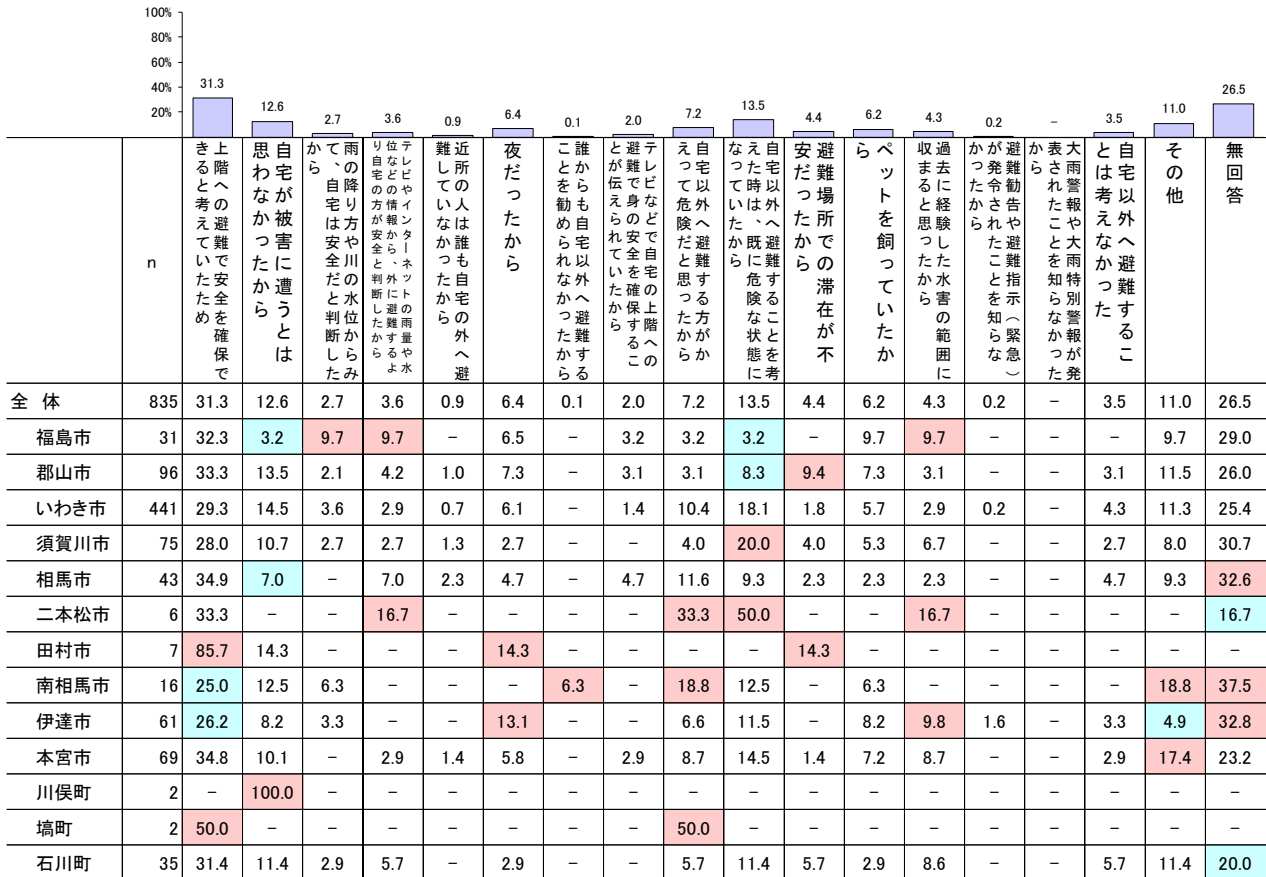 100%
80%
60%
40%
20%
31.3 12.6 2.7 3.6 0.9 6.4 0.1 2.0 7.2 13.5 4.4 6.2 4.3 0.2 – 3.5 11.0 26.5
n
上階への避難で安全を確保で
きると考えていたため
自宅が被害に遭うとは
思わなかったから
雨の降り方や川の水位からみ
て、自宅は安全だと判断した
から
テレビやインターネットの雨量や水
位などの情報から、外に避難するよ
り自宅の方が安全と判断したから
近所の人は誰も自宅の外へ避
難していなかったから
夜だったから
誰からも自宅以外へ避難する
ことを勧められなかったから
テレビなどで自宅の上階への
避難で身の安全を確保するこ
とが伝えられていたから
自宅以外へ避難する方がか
えって危険だと思ったから
自宅以外へ避難することを考
えた時は、既に危険な状態に
なっていたから
避難場所での滞在が不
安だったから
ペットを飼っていたか
ら
過去に経験した水害の範囲に
収まると思ったから
避難勧告や避難指示(緊急)
が発令されたことを知らな
かったから
大雨警報や大雨特別警報が発
表されたことを知らなかった
から
自宅以外へ避難するこ
とは考えなかった
その他
無回答
全 体 835 31.3 12.6 2.7 3.6 0.9 6.4 0.1 2.0 7.2 13.5 4.4 6.2 4.3 0.2 – 3.5 11.0 26.5
福島市 31 32.3 3.2 9.7 9.7 – 6.5 – 3.2 3.2 3.2 – 9.7 9.7 – – – 9.7 29.0
郡山市 96 33.3 13.5 2.1 4.2 1.0 7.3 – 3.1 3.1 8.3 9.4 7.3 3.1 – – 3.1 11.5 26.0
いわき市 441 29.3 14.5 3.6 2.9 0.7 6.1 – 1.4 10.4 18.1 1.8 5.7 2.9 0.2 – 4.3 11.3 25.4
須賀川市 75 28.0 10.7 2.7 2.7 1.3 2.7 – – 4.0 20.0 4.0 5.3 6.7 – – 2.7 8.0 30.7
相馬市 43 34.9 7.0 – 7.0 2.3 4.7 – 4.7 11.6 9.3 2.3 2.3 2.3 – – 4.7 9.3 32.6
二本松市 6 33.3 – – 16.7 – – – – 33.3 50.0 – – 16.7 – – – – 16.7
田村市 7 85.7 14.3 – – – 14.3 – – – – 14.3 – – – – – – –
南相馬市 16 25.0 12.5 6.3 – – – 6.3 – 18.8 12.5 – 6.3 – – – – 18.8 37.5
伊達市 61 26.2 8.2 3.3 – – 13.1 – – 6.6 11.5 – 8.2 9.8 1.6 – 3.3 4.9 32.8
本宮市 69 34.8 10.1 – 2.9 1.4 5.8 – 2.9 8.7 14.5 1.4 7.2 8.7 – – 2.9 17.4 23.2
川俣町 2 – 100.0 – – – – – – – – – – – – – – – –
塙町 2 50.0 – – – – – – – 50.0 – – – – – – – – –
石川町 35 31.4 11.4 2.9 5.7 – 2.9 – – 5.7 11.4 5.7 2.9 8.6 – – 5.7 11.4 20.0